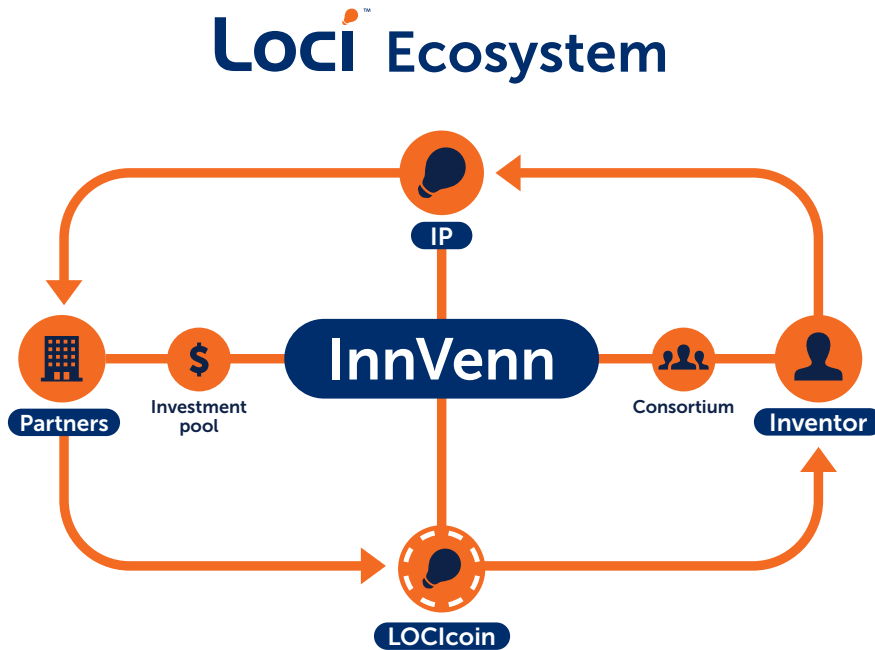 Loci™ Ecosystem
IP
InnVenn
Investment
pool
Consortium
Partners
Inventor
LOCIcoin